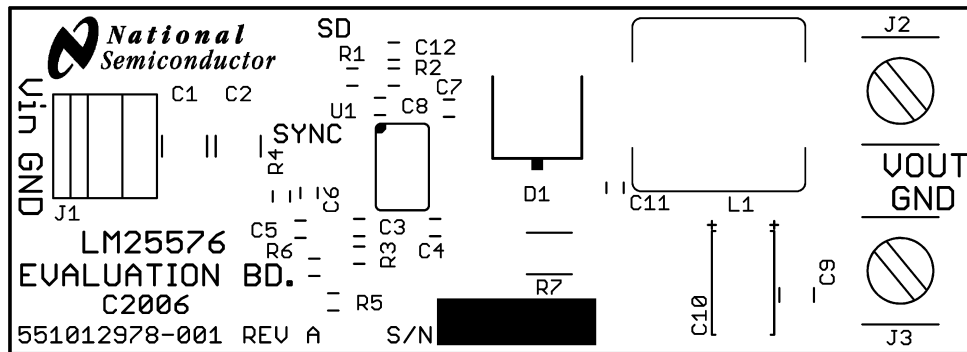 National
Semiconductor
SD
R1
C12
R2
J2
Vin GND
C1
C2
C7
U1
C8
SYNC
R4
VOUT
GND
J1
C6
D1
C11
L1
LM25576
C5
R6
C3
R3
C4
EVALUATION BD.
C2006
R5
R7
C10
C9
551012978-001 REV A
S/N
J3